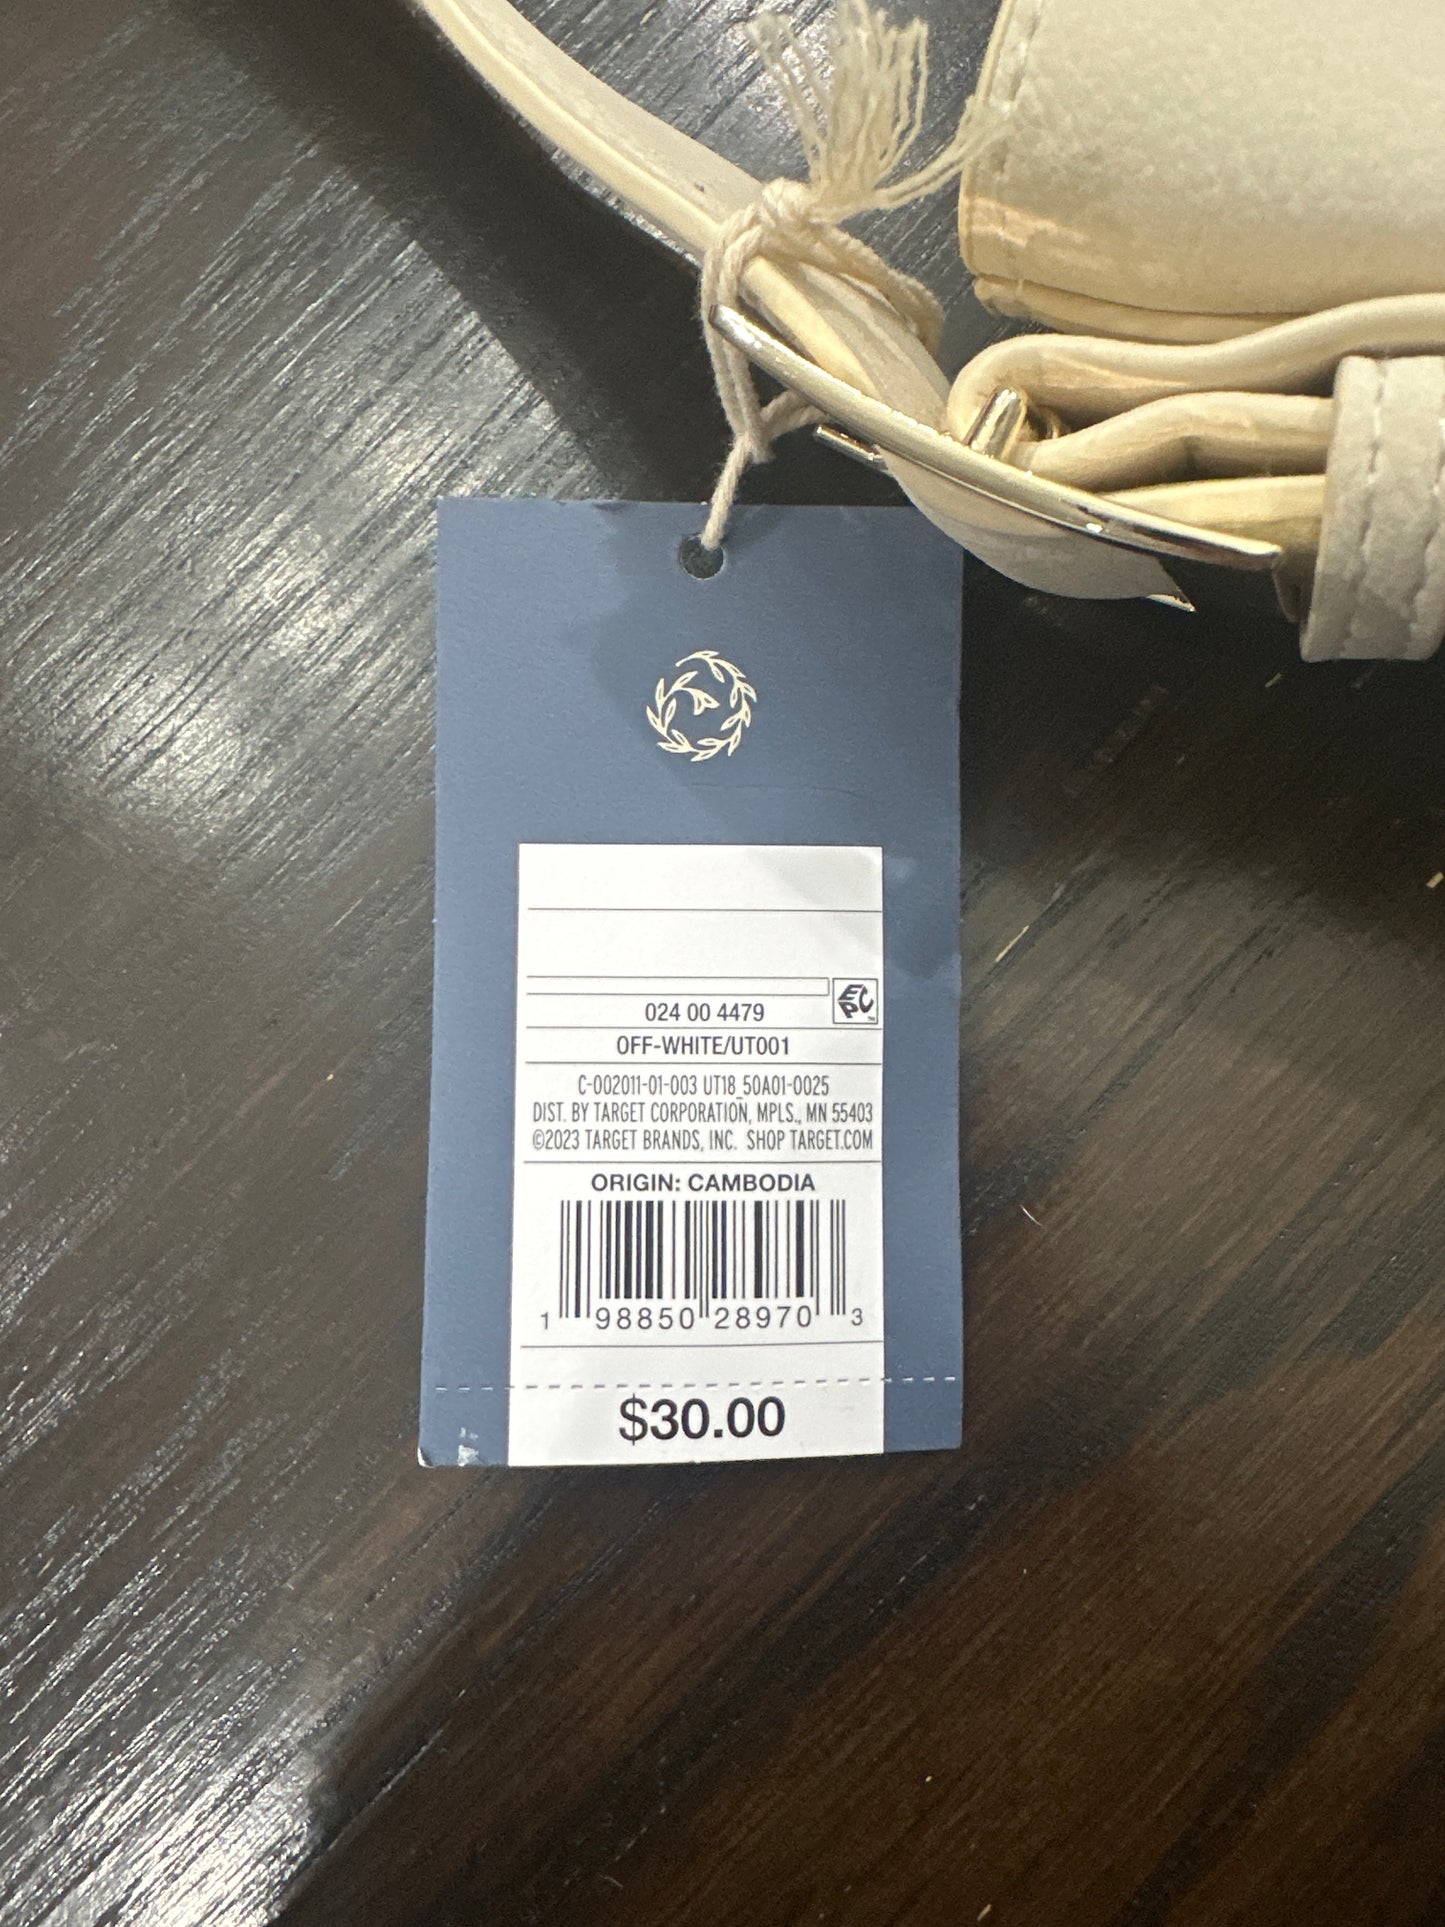 EPC
024 00 4479
OFF-WHITE/UT001
C-002011-01-003 UT18_50A01-0025
DIST. BY TARGET CORPORATION, MPLS., MN 55403
©2023 TARGET BRANDS, INC. SHOP TARGET.COM
ORIGIN: CAMBODIA
1 98850 28970 3
$30.00